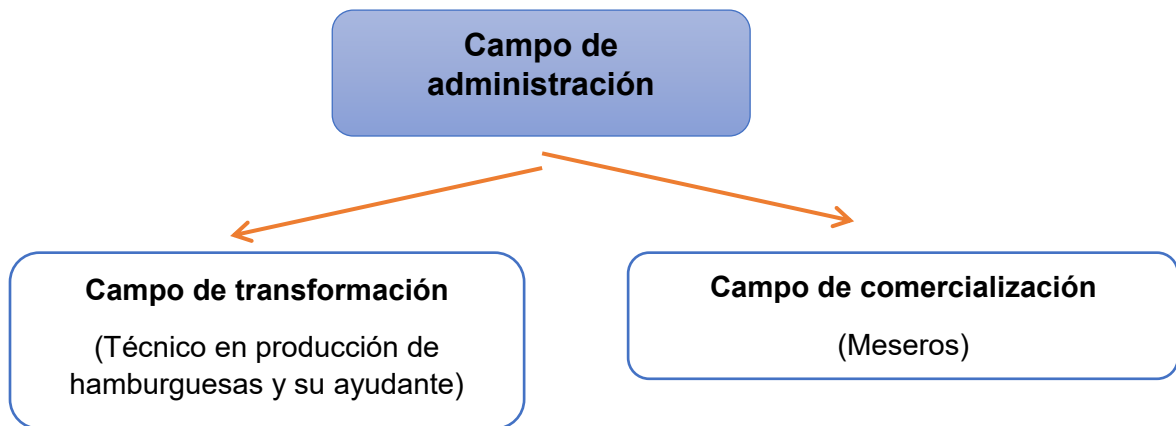 Campo de
administración
Campo de transformación
(Técnico en producción de
hamburguesas y su ayudante)
Campo de comercialización
(Meseros)